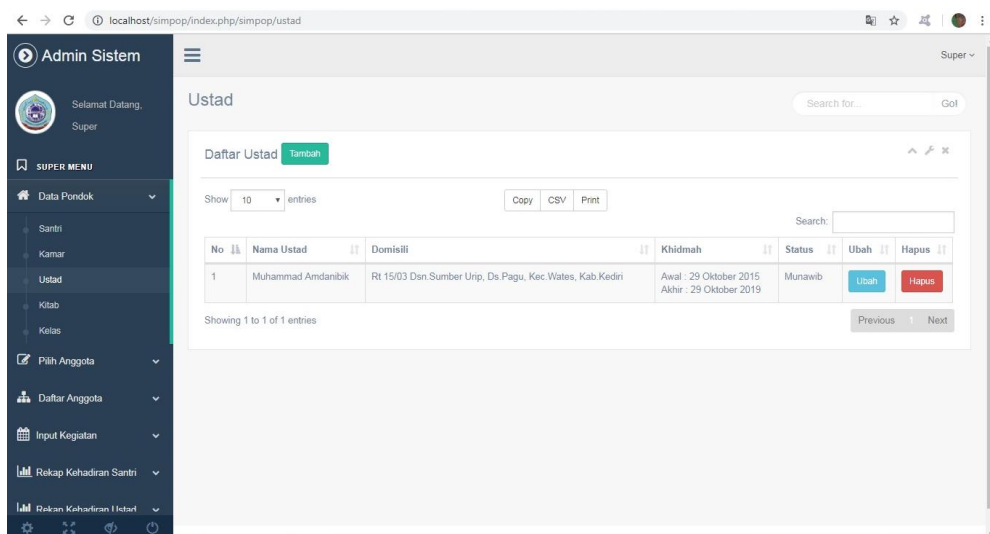 localhost/simpop/index.php/simpop/ustad
Admin Sistem
Super
Selamat Datang,
Super
SUPER MENU
Data Pondok
Santri
Kamar
Ustad
Kitab
Kelas
Pilih Anggota
Daftar Anggota
Input Kegiatan
Rekap Kehadiran Santri
Rekap Kehadiran Ustad
Ustad
Search for...
Go!
Daftar Ustad Tambah
Show 10 entries
Copy CSV Print
Search:
No Nama Ustad Domisili Khidmah Status Ubah Hapus
1 Muhammad Amdanibik Rt 15/03 Dsn.Sumber Urip, Ds.Pagu, Kec.Wates, Kab.Kediri Awal : 29 Oktober 2015 Munawib Ubah Hapus
Akhir : 29 Oktober 2019
Showing 1 to 1 of 1 entries
Previous 1 Next